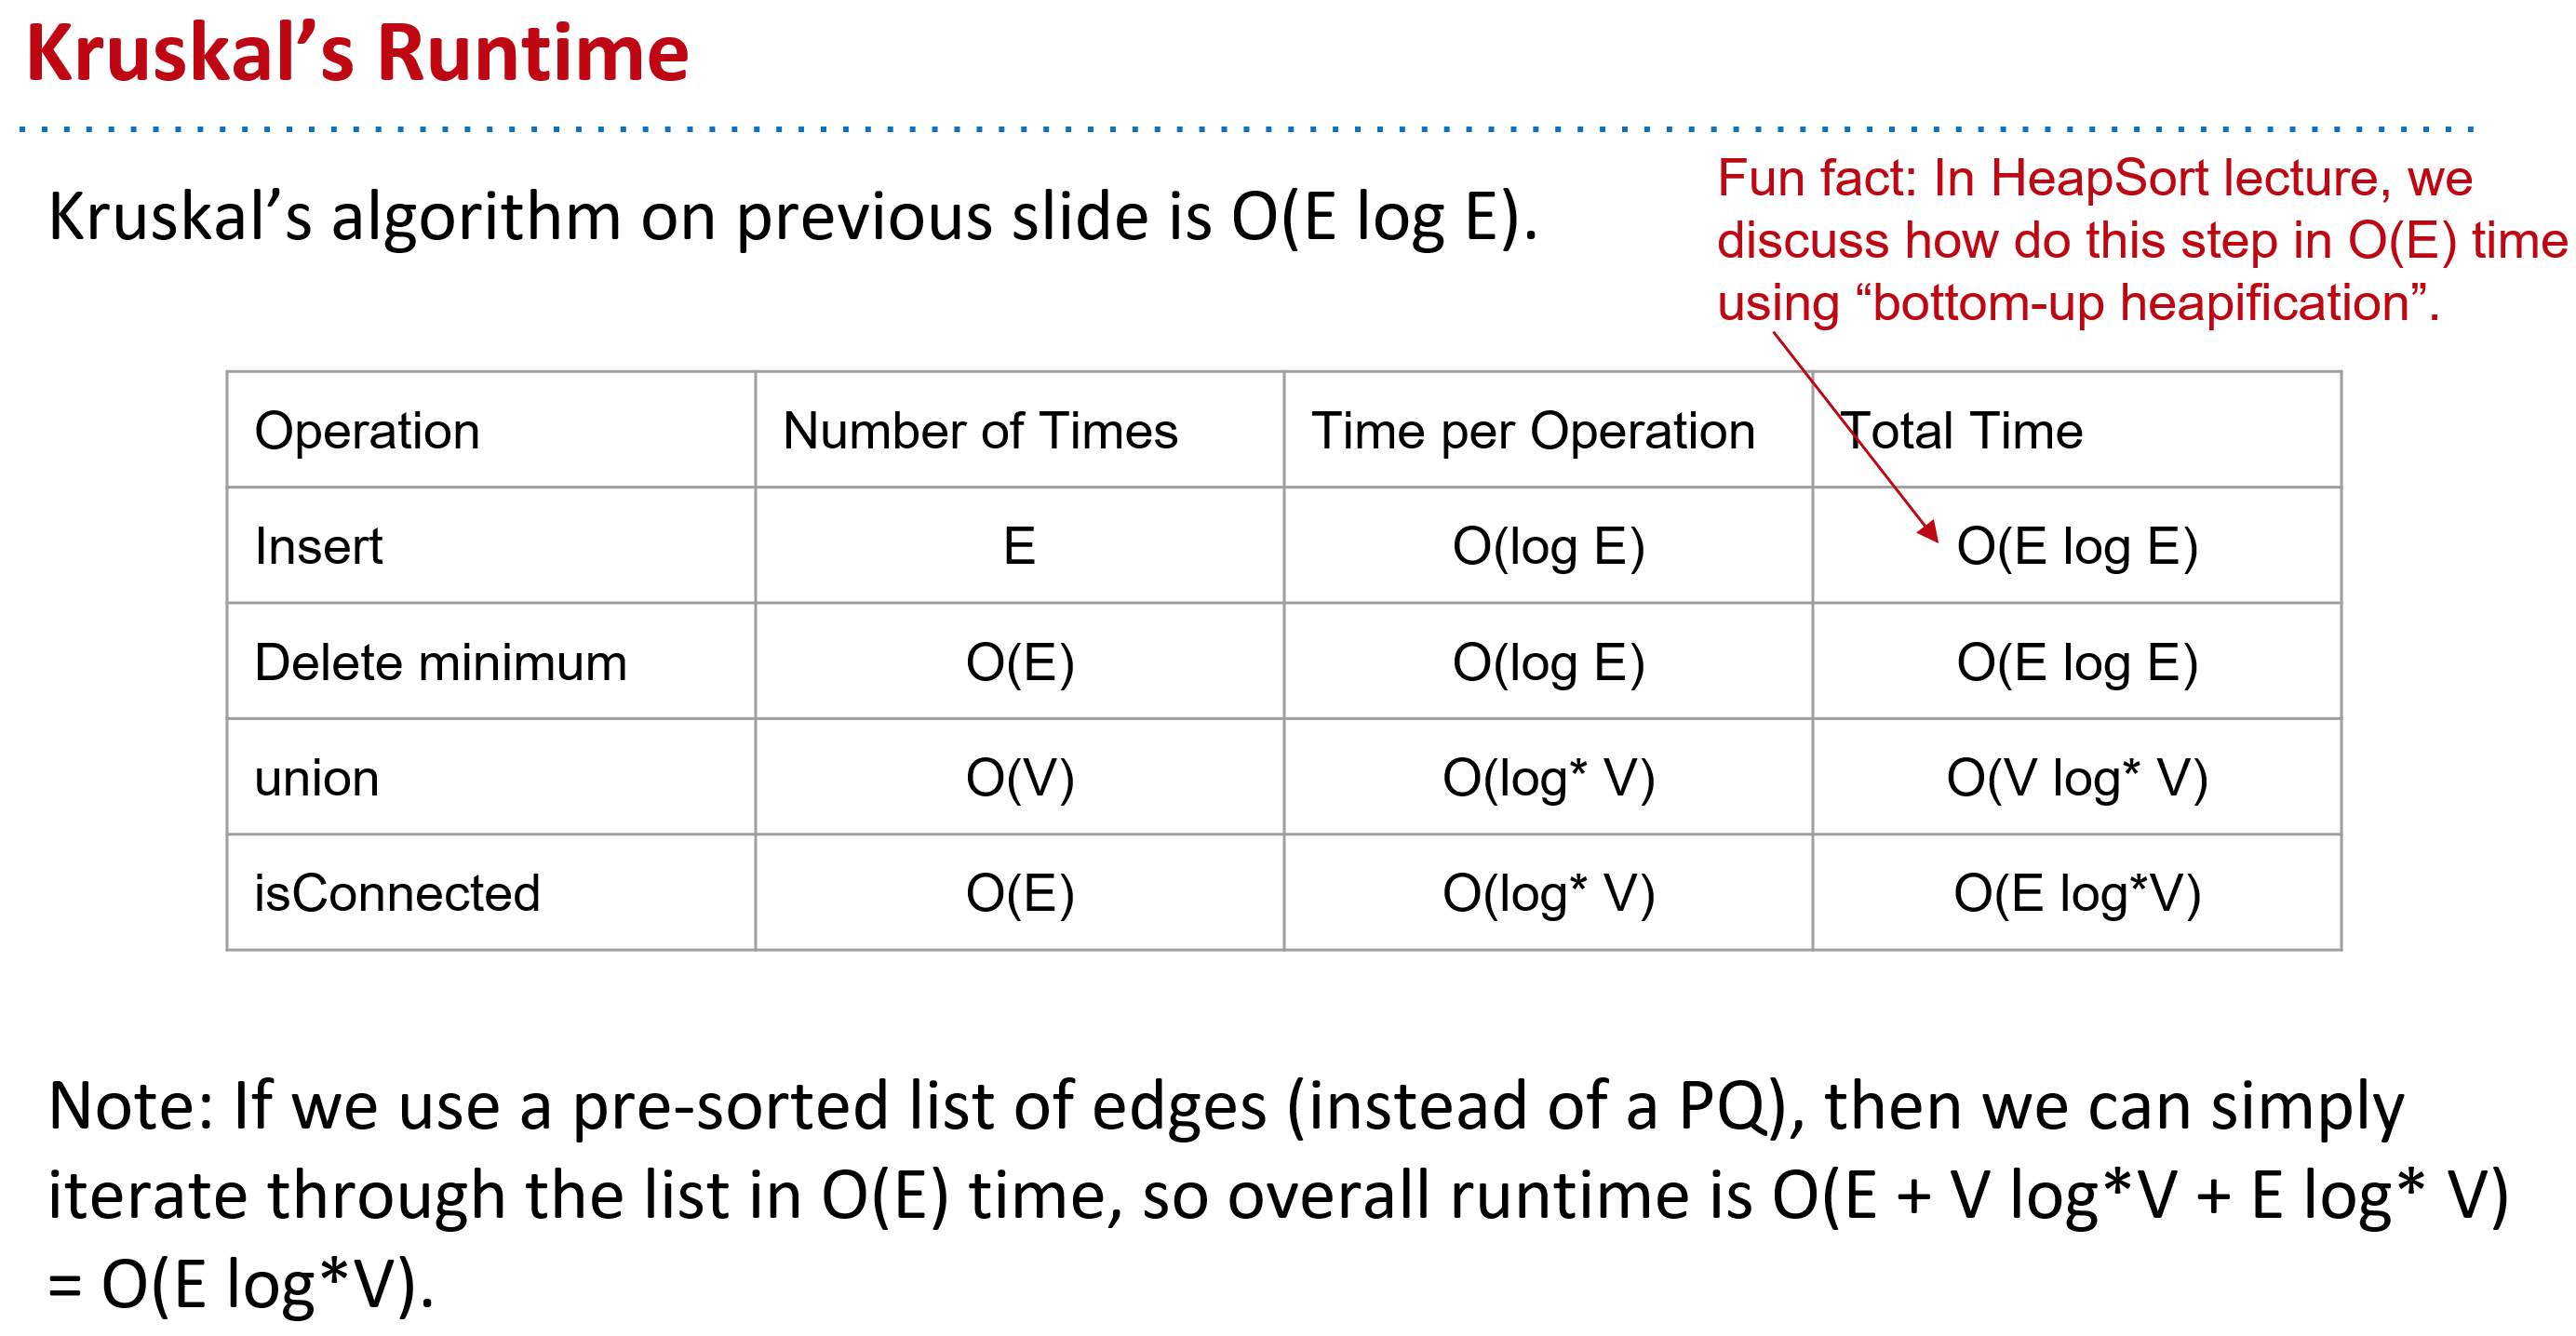 Kruskal’s Runtime
Kruskal’s algorithm on previous slide is O(E log E).
Fun fact: In HeapSort lecture, we
discuss how do this step in O(E) time
using “bottom-up heapification”.
Operation Number of Times Time per Operation Total Time
Insert E O(log E) O(E log E)
Delete minimum O(E) O(log E) O(E log E)
union O(V) O(log* V) O(V log* V)
isConnected O(E) O(log* V) O(E log*V)
Note: If we use a pre-sorted list of edges (instead of a PQ), then we can simply
iterate through the list in O(E) time, so overall runtime is O(E + V log*V + E log* V)
= O(E log*V).